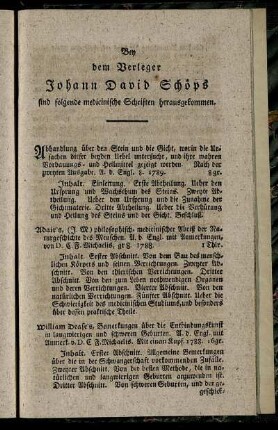 Bey
dem Verleger
Johann David Schöps
sind folgende medicinische Schriften herausgekommen.
Abhandlung über den Stein und die Gicht, worin die Ur-
sachen dieser beyden Uebel untersucht, und ihre wahren
Vorbauungs- und Heilmittel gezeigt werden. Nach der
zweyten Ausgabe. A. d. Engl. 8. 1789. 8 gr.
Inhalt. Einleitung. Erste Abtheilung. Ueber den
Ursprung und Wachsthum des Steins. Zweyte Ab-
theilung. Ueber den Ursprung und die Zunahme der
Gichtmaterie. Dritte Abtheilung. Ueber die Verhütung
und Heilung des Steins und der Gicht. Beschluß.
(J. M.) philosophisch-medicinischer Abriß der Na-
turgeschichte des Menschen. A. d. Engl. mit Anmerkungen,
von D. C. F. Michaelis. gr. 8. 1788. 1 Thlr.
Inhalt. Erster Abschnitt. Von dem Bau des mensch-
lichen Körpers und seinen Verrichtungen. Zweyter Ab-
schnitt. Von den thierischen Verrichtungen. Dritter
Abschnitt. Von den notwendigen Verrichtungen, und
deren Verrichtungen. Vierter Abschnitt. Von den
natürlichen Verrichtungen. Fünfter Abschnitt. Ueber
die Schwierigkeit des medicinischen Studiums, und besonders
über dessen praktische Theile.
William Dease's, Bemerkungen über die Entbindungskunst
in langwierigen und schweren Geburten. A. d. Engl. mit
Anmerk. v. D. C. F. Michaelis. Mit einem Kupf. 1788. 16 gr.
Inhalt. Erster Abschnitt. Allgemeine Bemerkungen
über die in der Schwangerschaft vorkommenden Zufälle.
Zweyter Abschnitt. Von der besten Methode, die in na-
türlichen und langwierigen Geburten anzuwenden ist.
Dritter Abschnitt. Von schweren Geburten, und der ge-
schickt-